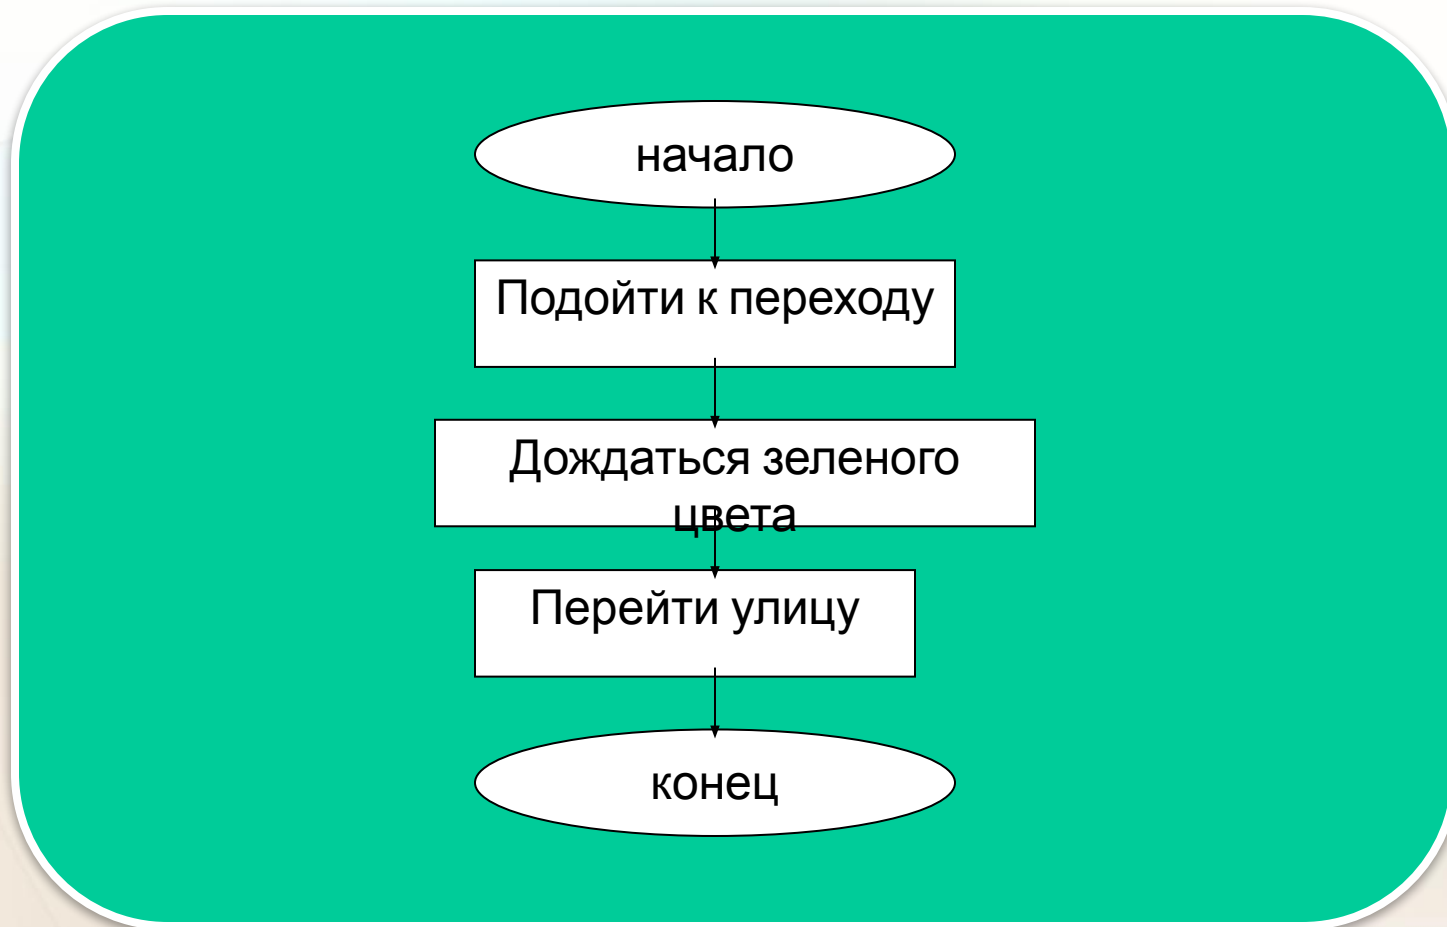 начало
Подойти к переходу
Дождаться зеленого
цвета
Перейти улицу
конец